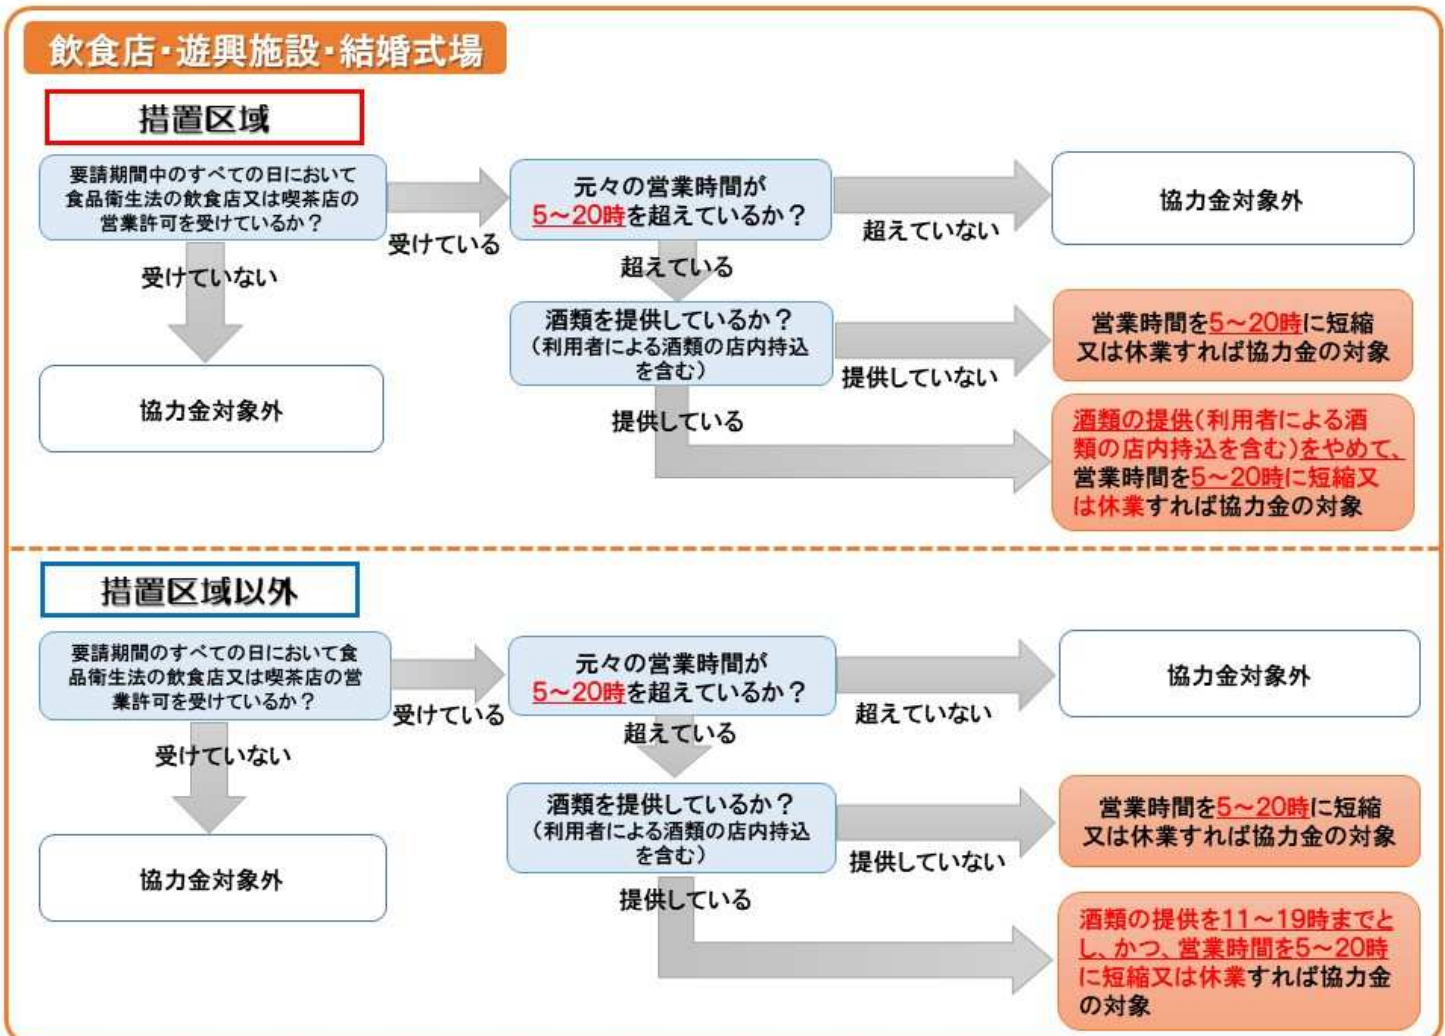 飲食店・遊興施設・結婚式場
措置区域
要請期間中のすべての日において
食品衛生法の飲食店又は喫茶店の
営業許可を受けているか？
受けている
受けていない
協力金対象外
元々の営業時間が
5～20時を超えているか？
超えていない
協力金対象外
超えている
酒類を提供しているか？
（利用者による酒類の店内持込
を含む）
提供していない
営業時間を5～20時に短縮
又は休業すれば協力金の対象
提供している
酒類の提供(利用者による酒
類の店内持込を含む)をやめて、
営業時間を5～20時に短縮又
は休業すれば協力金の対象
措置区域以外
要請期間のすべての日において食
品衛生法の飲食店又は喫茶店の営
業許可を受けているか？
受けている
受けていない
協力金対象外
元々の営業時間が
5～20時を超えているか？
超えていない
協力金対象外
超えている
酒類を提供しているか？
（利用者による酒類の店内持込
を含む）
提供していない
営業時間を5～20時に短縮
又は休業すれば協力金の対象
提供している
酒類の提供を11～19時までと
し、かつ、営業時間を5～20時
に短縮又は休業すれば協力金
の対象